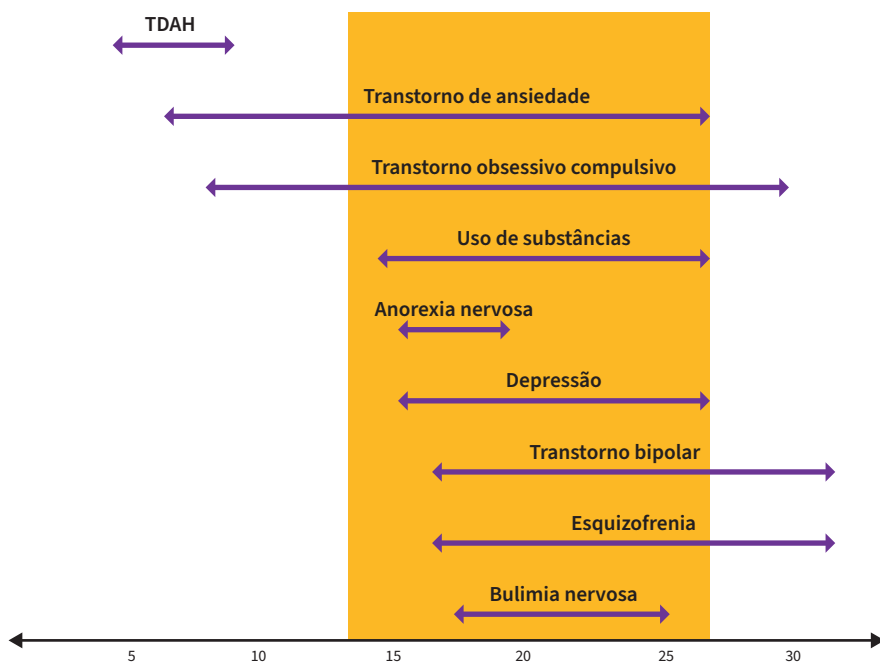 TDAH
Transtorno de ansiedade
Transtorno obsessivo compulsivo
Uso de substâncias
Anorexia nervosa
Depressão
Transtorno bipolar
Esquizofrenia
Bulimia nervosa
5 10 15 20 25 30